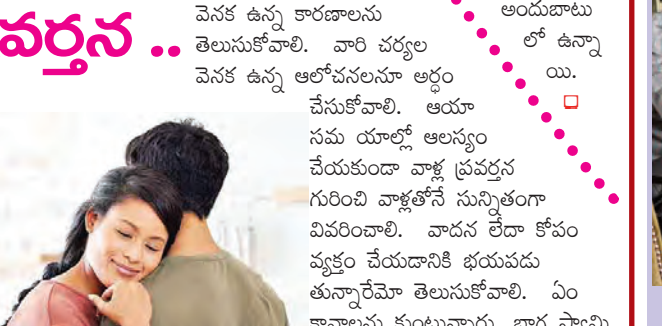 వర్తన ..
వెనక ఉన్న కారణాలను
తెలుసుకోవాలి. వారి చర్యల
వెనక ఉన్న ఆలోచనలనూ అర్ధం
చేసుకోవాలి. ఆయా
సమ యాల్లో ఆలస్యం
చేయకుండా వాళ్ల ప్రవర్తన
గురించి వాళ్లతోనే సున్నితంగా
వివరించాలి. వాదన లేదా కోపం
వ్యక్తం చేయడానికి భయపడు
తున్నారేమో తెలుసుకోవాలి. ఏం
కావాలను కుంటున్నారు
అందుబాటు
లో ఉన్నా
యి.